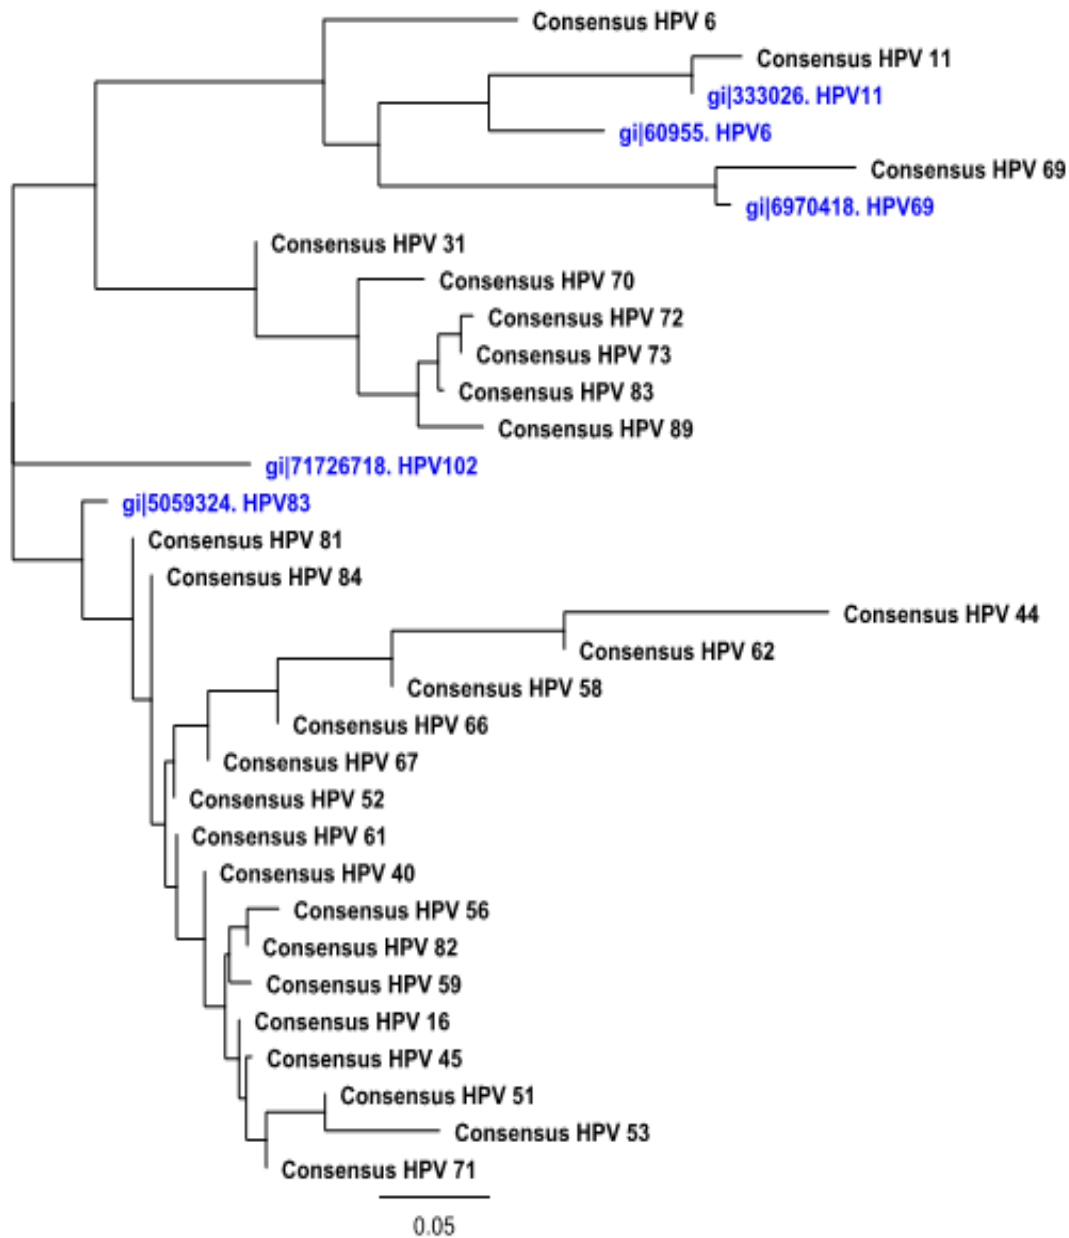 Consensus HPV 6
Consensus HPV 11
gi|333026. HPV11
gi|60955. HPV6
Consensus HPV 69
gi|6970418. HPV69
Consensus HPV 31
Consensus HPV 70
Consensus HPV 72
Consensus HPV 73
Consensus HPV 83
Consensus HPV 89
gi|71726718. HPV102
gi|5059324. HPV83
Consensus HPV 81
Consensus HPV 84
Consensus HPV 44
Consensus HPV 62
Consensus HPV 58
Consensus HPV 66
Consensus HPV 67
Consensus HPV 52
Consensus HPV 61
Consensus HPV 40
Consensus HPV 56
Consensus HPV 82
Consensus HPV 59
Consensus HPV 16
Consensus HPV 45
Consensus HPV 51
Consensus HPV 53
Consensus HPV 71
0.05